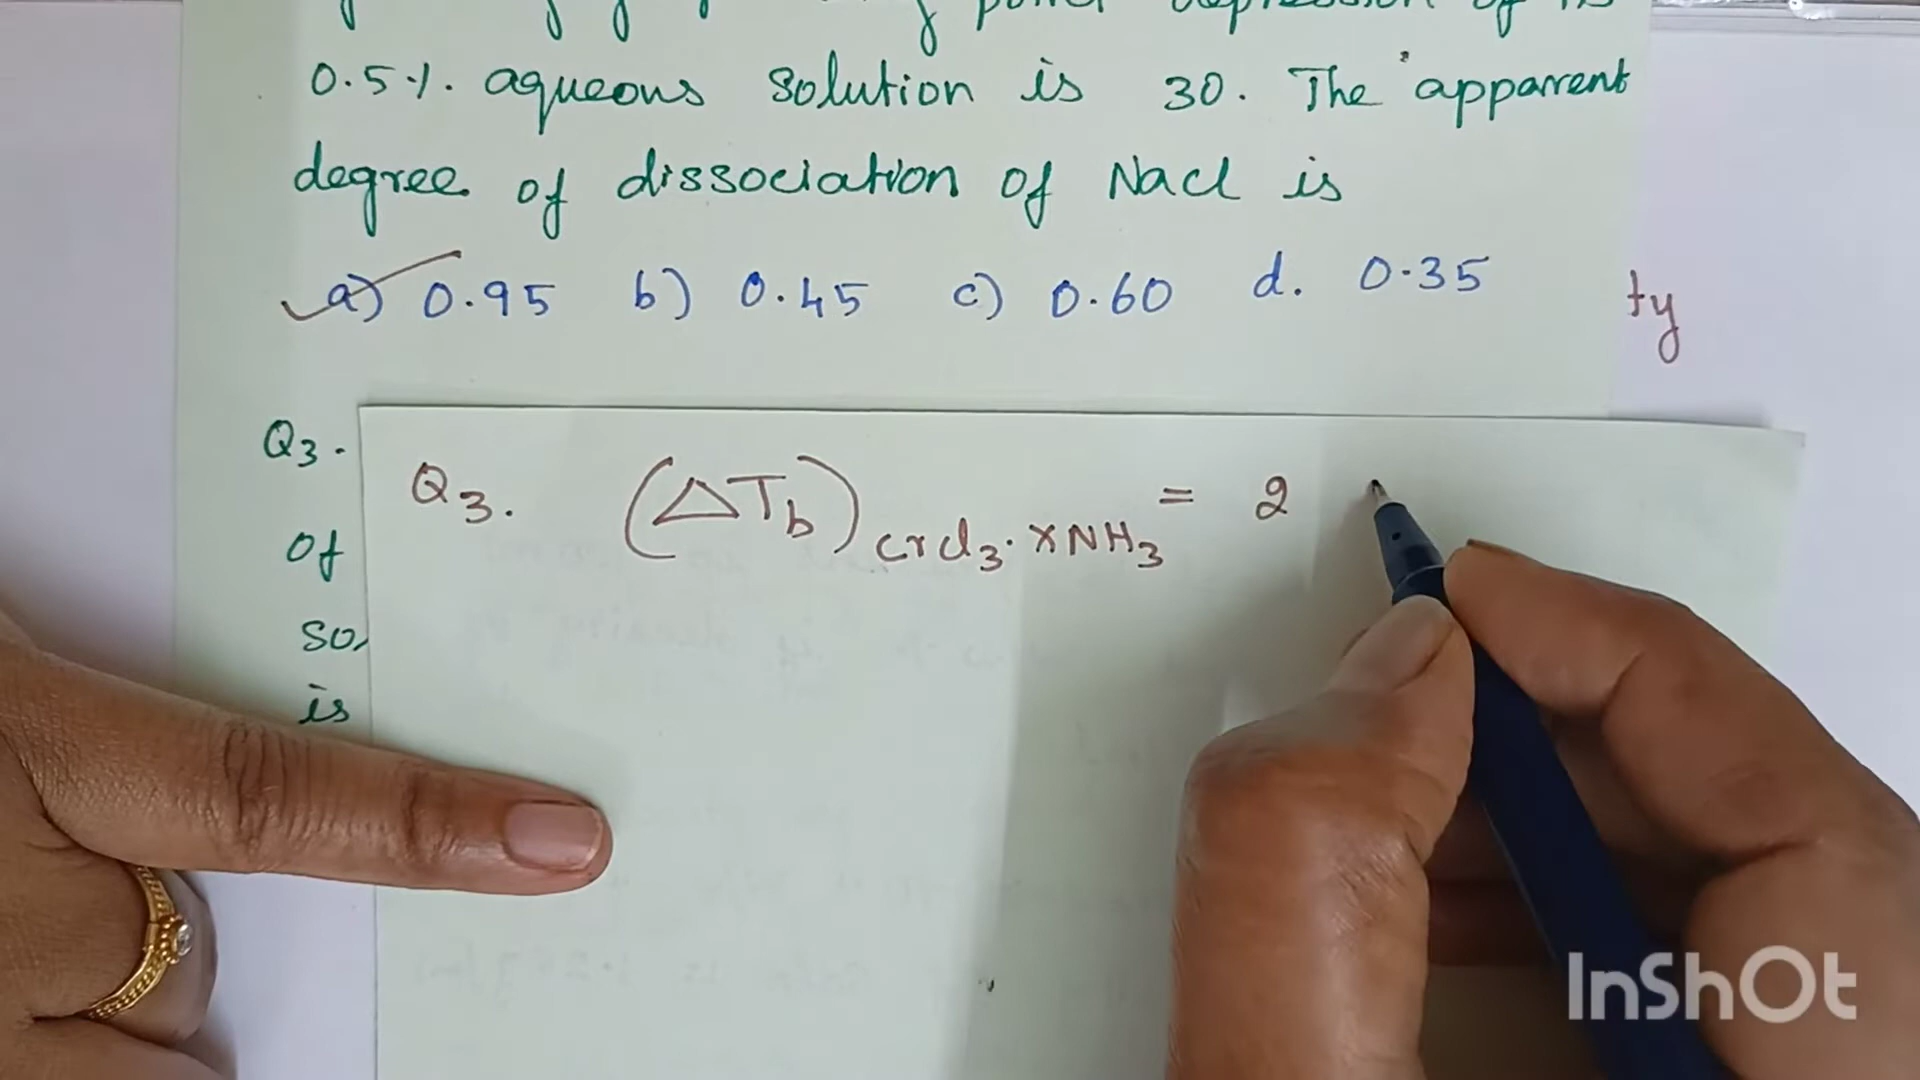 0.5%. aqueous solution is 30. The apparent
degree of dissociation of Nacl is
a) 0.95 b) 0.45 c) 0.60 d. 0.35
ty
Q3.
Q3. (ΔTb)CrCl3.xNH3 = 2
of
so
is
InShOt